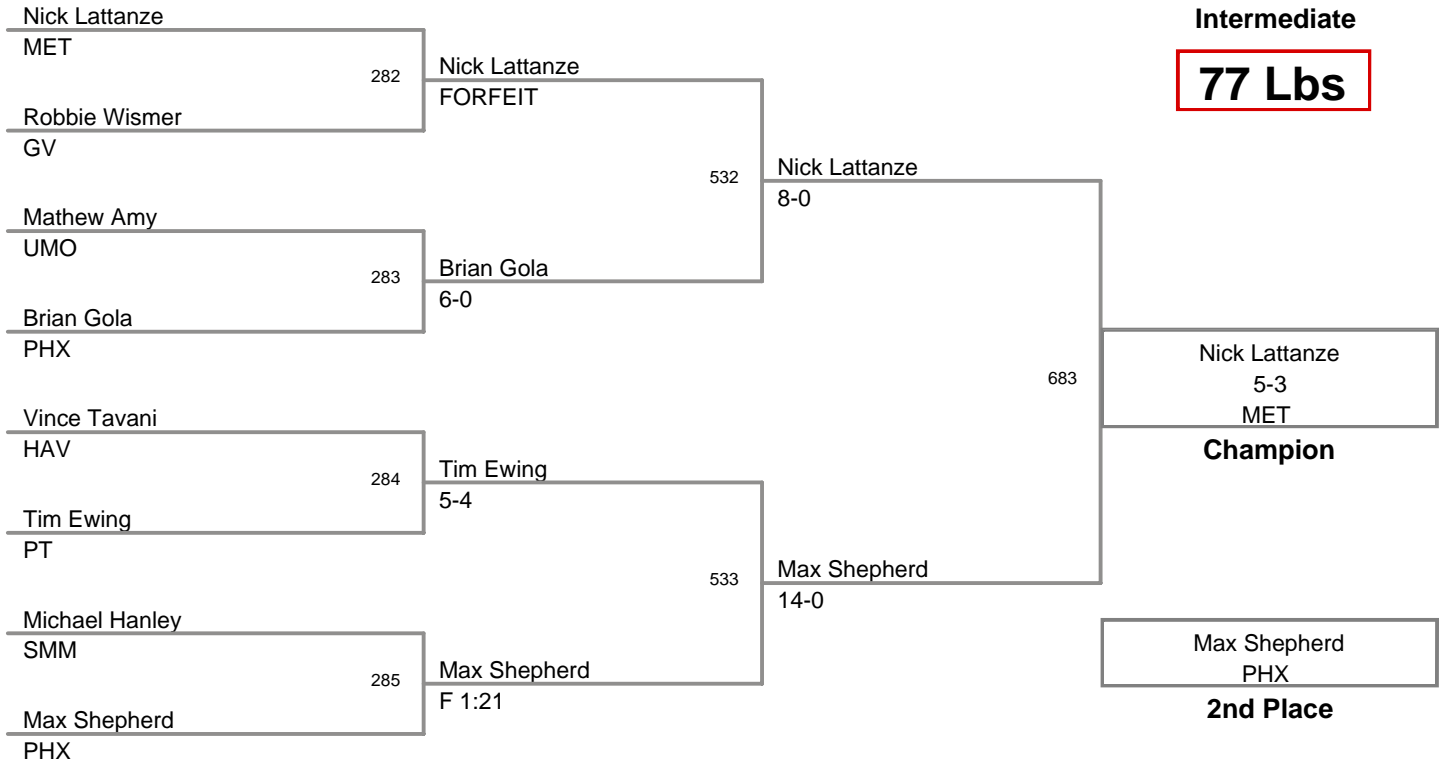 Nick Lattanze
MET
282
Robbie Wismer
GV
Nick Lattanze
FORFEIT
Mathew Amy
UMO
283
Brian Gola
PHX
Brian Gola
6-0
532
Nick Lattanze
8-0
Vince Tavani
HAV
284
Tim Ewing
PT
Tim Ewing
5-4
Michael Hanley
SMM
285
Max Shepherd
PHX
Max Shepherd
F 1:21
533
Max Shepherd
14-0
683
Intermediate
77 Lbs
Nick Lattanze
5-3
MET
Champion
Max Shepherd
PHX
2nd Place